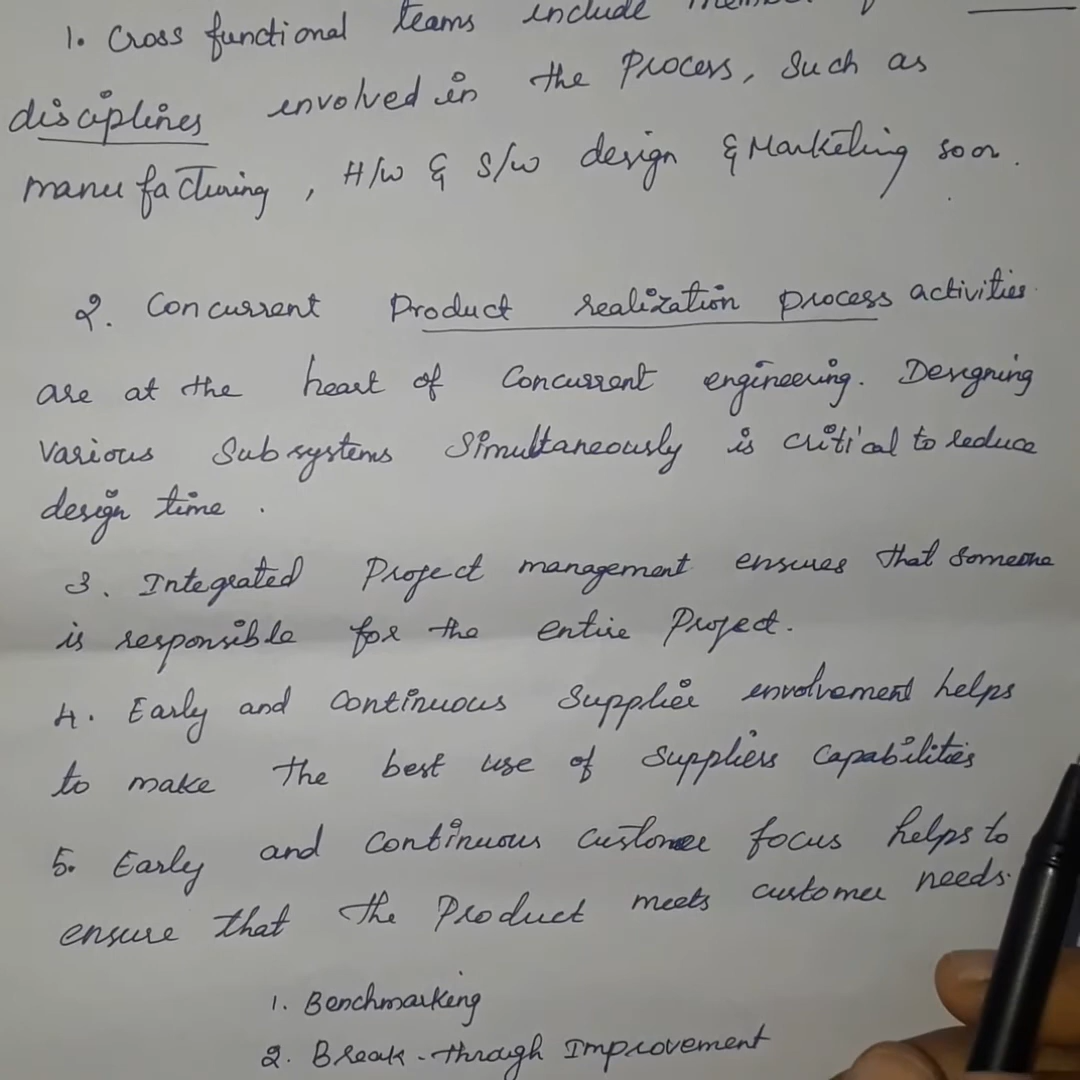 1. Cross functional teams include
disciplines involved in the Process, Such as
manufacturing, H/w & S/w design & Marketing soon.
2. Concurrent Product realization process activities.
are at the heart of Concurrent engineering. Designing
various Subsystems Simultaneously is critical to reduce
design time.
3. Integrated Project management ensures that someone
is responsible for the entire Project.
4. Early and Continuous Supplier involvement helps
to make the best use of Suppliers Capabilities
5. Early and Continuous Customer focus helps to
ensure that the Product meets customer needs.
1. Benchmarking
2. Break-through Improvement